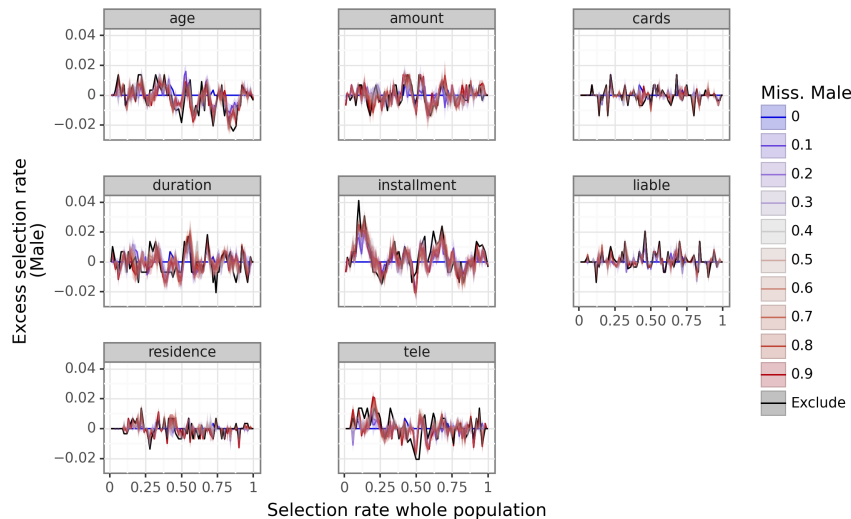 age
amount
cards
0.04
0.02
0
−0.02
duration
installment
liable
0.04
0.02
0
−0.02
0 0.25 0.50 0.75 1
residence
tele
0.04
0.02
0
−0.02
0 0.25 0.50 0.75 1
0 0.25 0.50 0.75 1
Selection rate whole population
Excess selection rate
(Male)
Miss. Male
0
0.1
0.2
0.3
0.4
0.5
0.6
0.7
0.8
0.9
Exclude